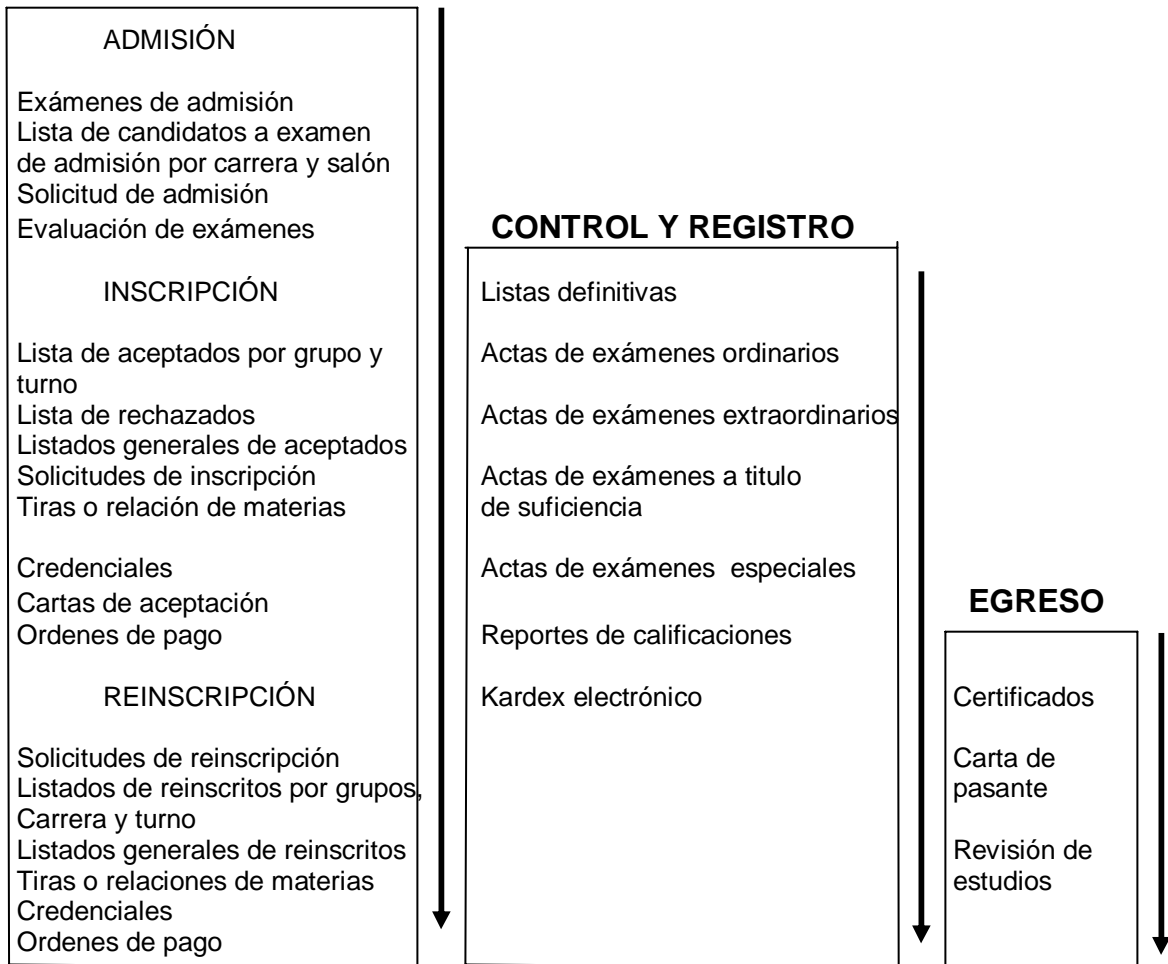 ADMISIÓN
Exámenes de admisión
Lista de candidatos a examen
de admisión por carrera y salón
Solicitud de admisión
Evaluación de exámenes
INSCRIPCIÓN
Lista de aceptados por grupo y
turno
Lista de rechazados
Listados generales de aceptados
Solicitudes de inscripción
Tiras o relación de materias
Credenciales
Cartas de aceptación
Ordenes de pago
REINSCRIPCIÓN
Solicitudes de reinscripción
Listados de reinscritos por grupos,
Carrera y turno
Listados generales de reinscritos
Tiras o relaciones de materias
Credenciales
Ordenes de pago
CONTROL Y REGISTRO
Listas definitivas
Actas de exámenes ordinarios
Actas de exámenes extraordinarios
Actas de exámenes a titulo
de suficiencia
Actas de exámenes especiales
Reportes de calificaciones
Kardex electrónico
EGRESO
Certificados
Carta de
pasante
Revisión de
estudios